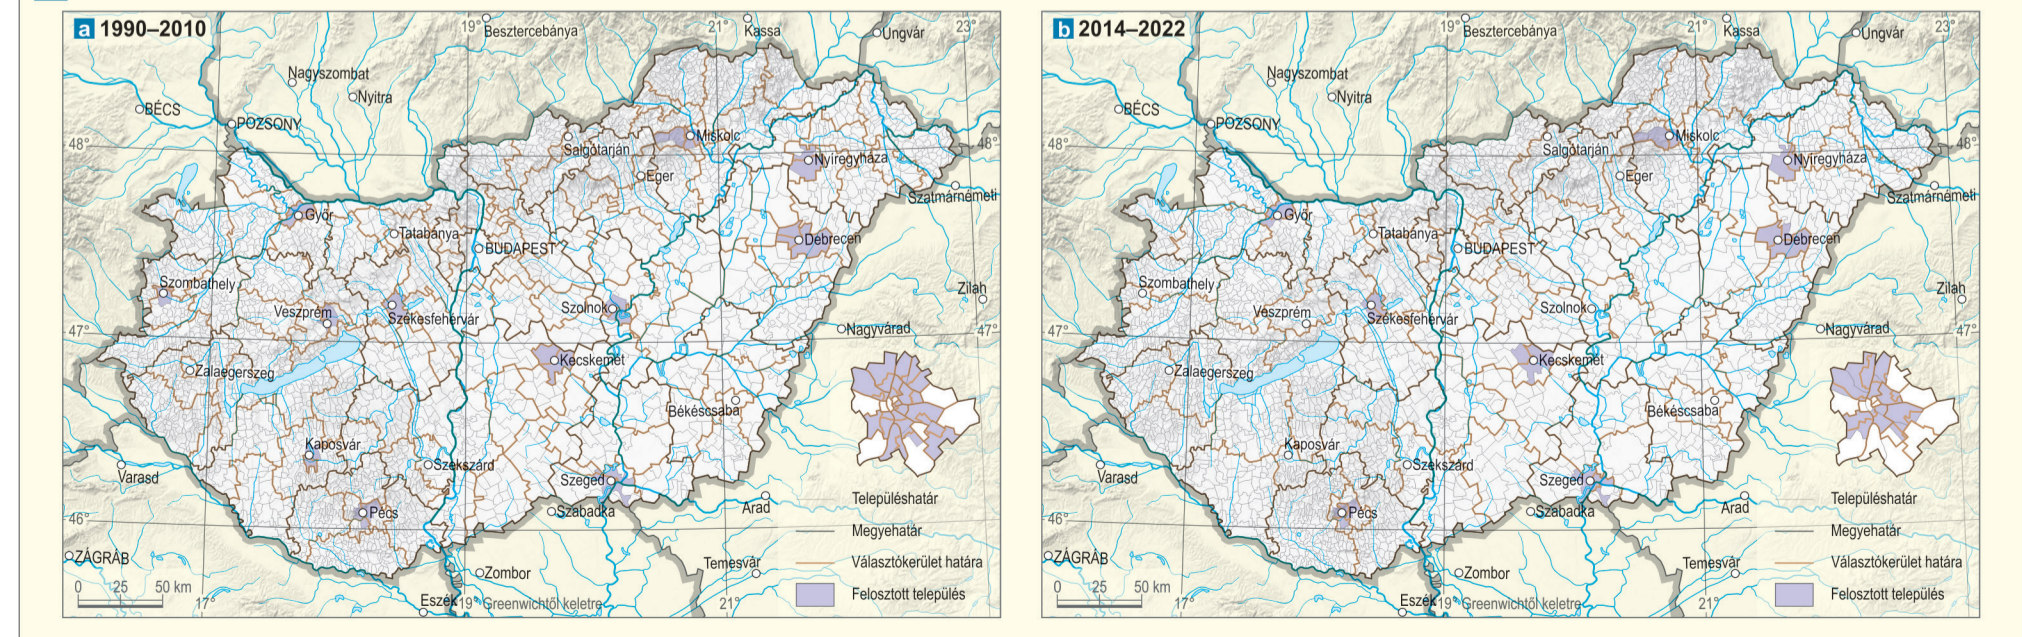 a 1990–2010
19°
Besztercebánya
21°
Kassa
23°
Ungvár
Nagyszombat
Nyitra
BÉCS
POZSONY
48°
Miskolc
48°
Salgótarján
Nyíregyháza
Eger
Szatmárnémeti
Győr
Tatabánya
Debrecen
BUDAPEST
Szombathely
Zilah
Veszprém
Szolnok
Székesfehérvár
47°
Nagyvárad
47°
Kecskemét
Zalaegerszeg
Békéscsaba
Kaposvár
Szekszárd
Varasd
Szeged
Településhatár
Pécs
Szabadka
Arad
46°
Megyehatár
ZÁGRÁB
Temesvár
Választókerület határa
Zombor
0 25 50 km
Felosztott település
17°
Eszék
19° Greenwichtől keletre
21°
b 2014–2022
19°
Besztercebánya
21°
Kassa
23°
Ungvár
Nagyszombat
Nyitra
BÉCS
POZSONY
48°
Miskolc
48°
Salgótarján
Nyíregyháza
Eger
Szatmárnémeti
Győr
Tatabánya
Debrecen
BUDAPEST
Szombathely
Zilah
Veszprém
Szolnok
Székesfehérvár
47°
Nagyvárad
47°
Kecskemét
Zalaegerszeg
Békéscsaba
Kaposvár
Szekszárd
Varasd
Szeged
Településhatár
Pécs
Szabadka
Arad
46°
Megyehatár
ZÁGRÁB
Temesvár
Választókerület határa
Zombor
0 25 50 km
Felosztott település
17°
Eszék
19° Greenwichtől keletre
21°